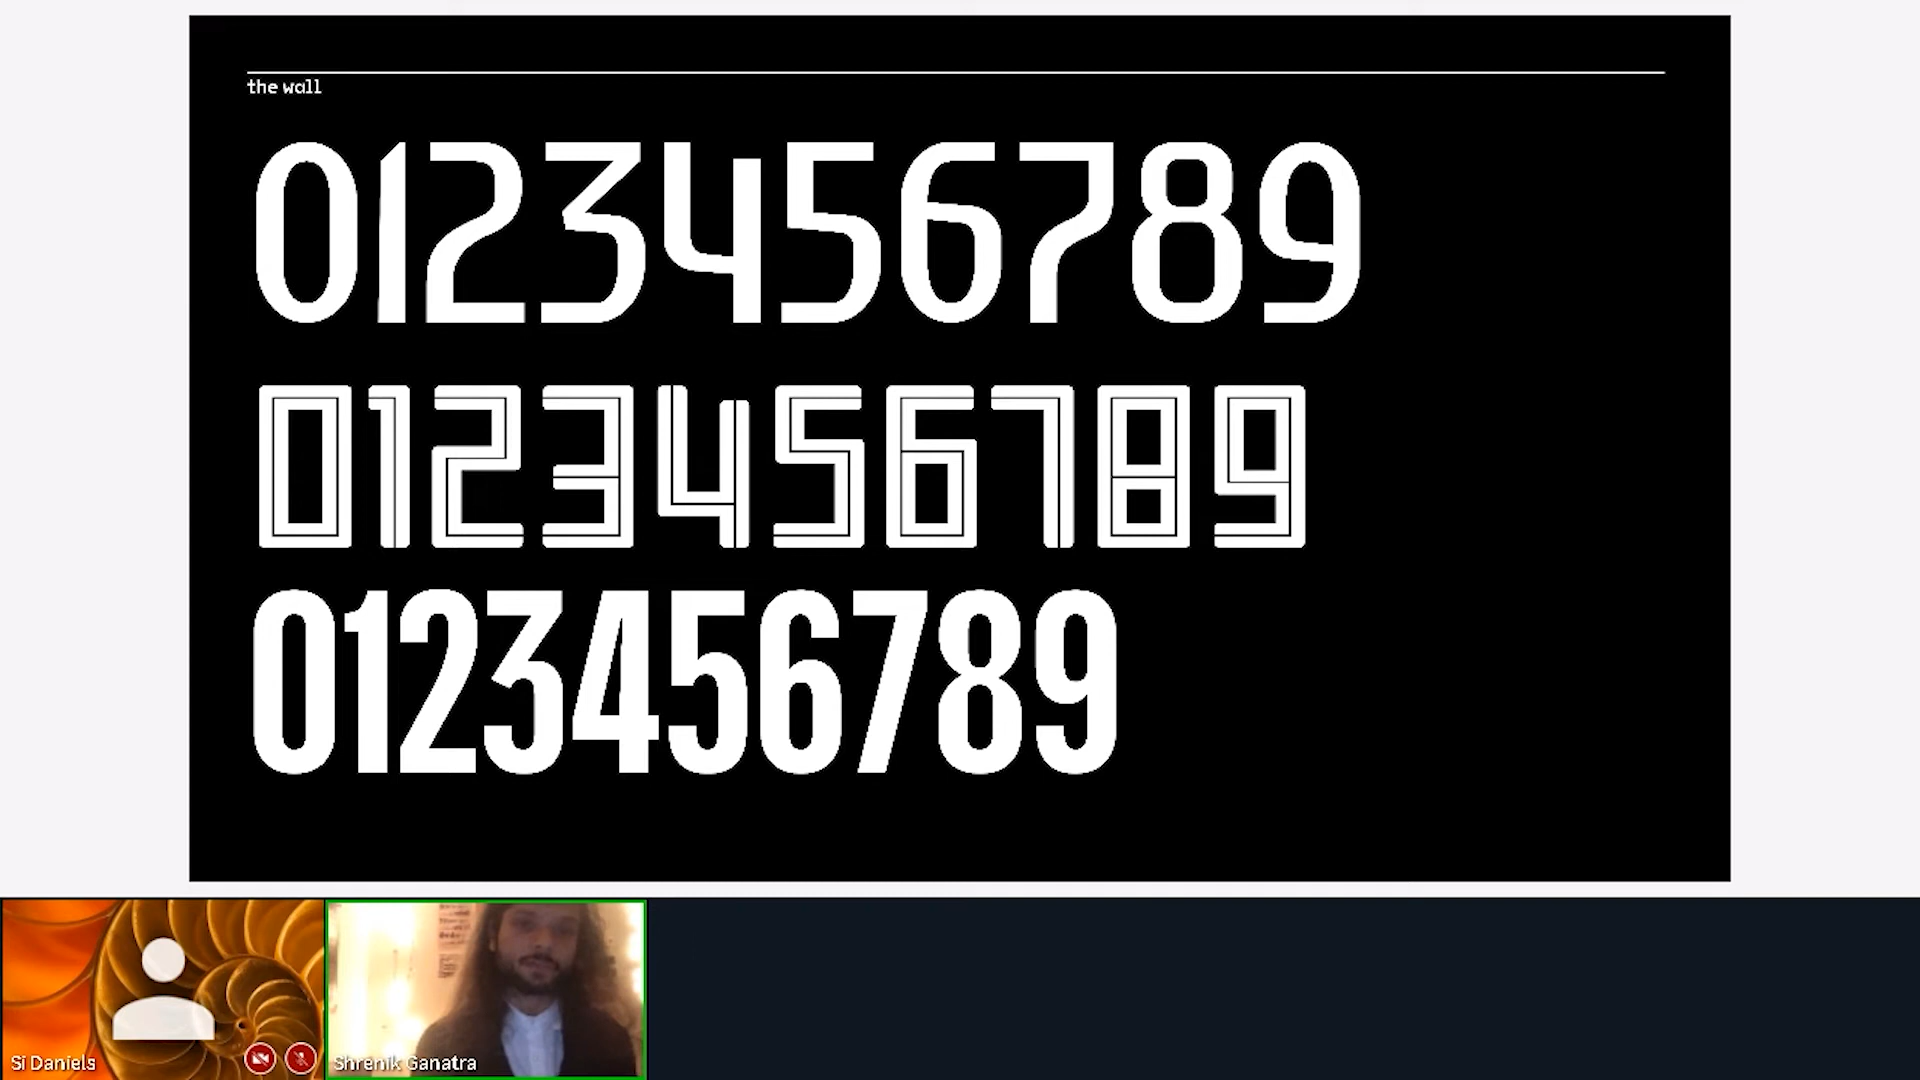 the wall
0123456789
0123456789
0123456789
Si Daniels
Shrenik Ganatra